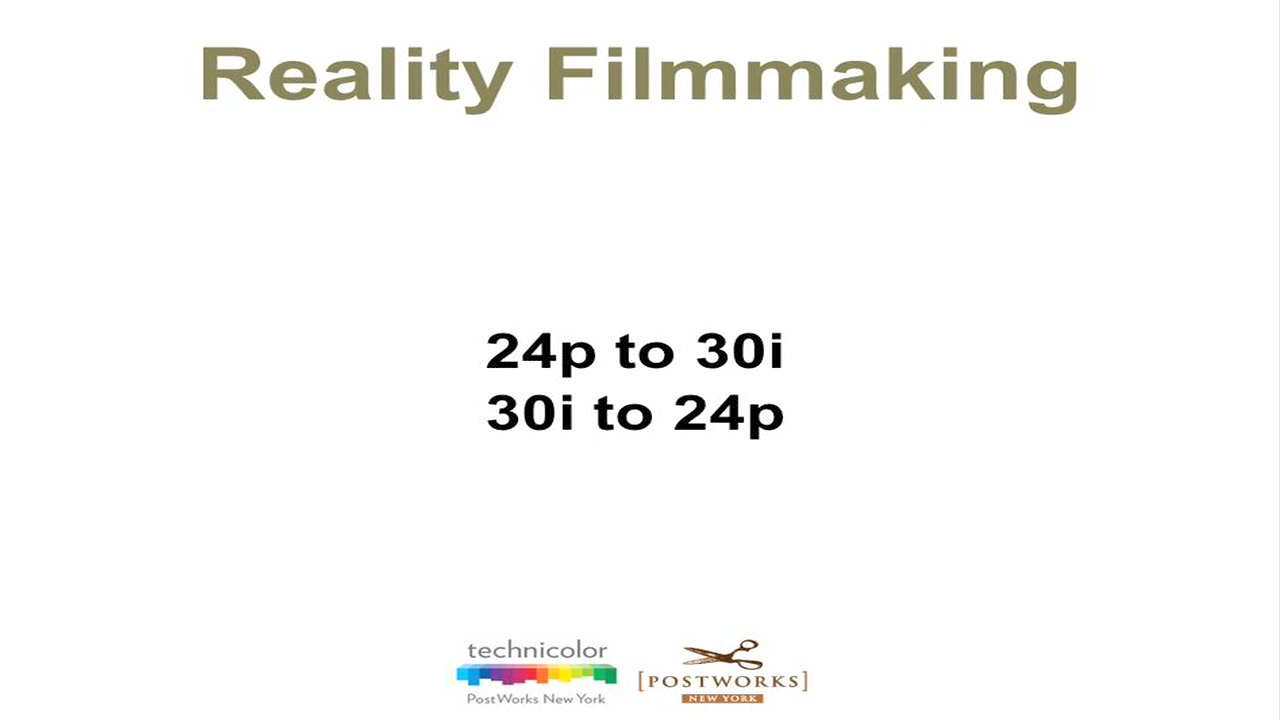 Reality Filmmaking
24p to 30i
30i to 24p
technicolor
PostWorks New York
[POSTWORKS]
NEW YORK